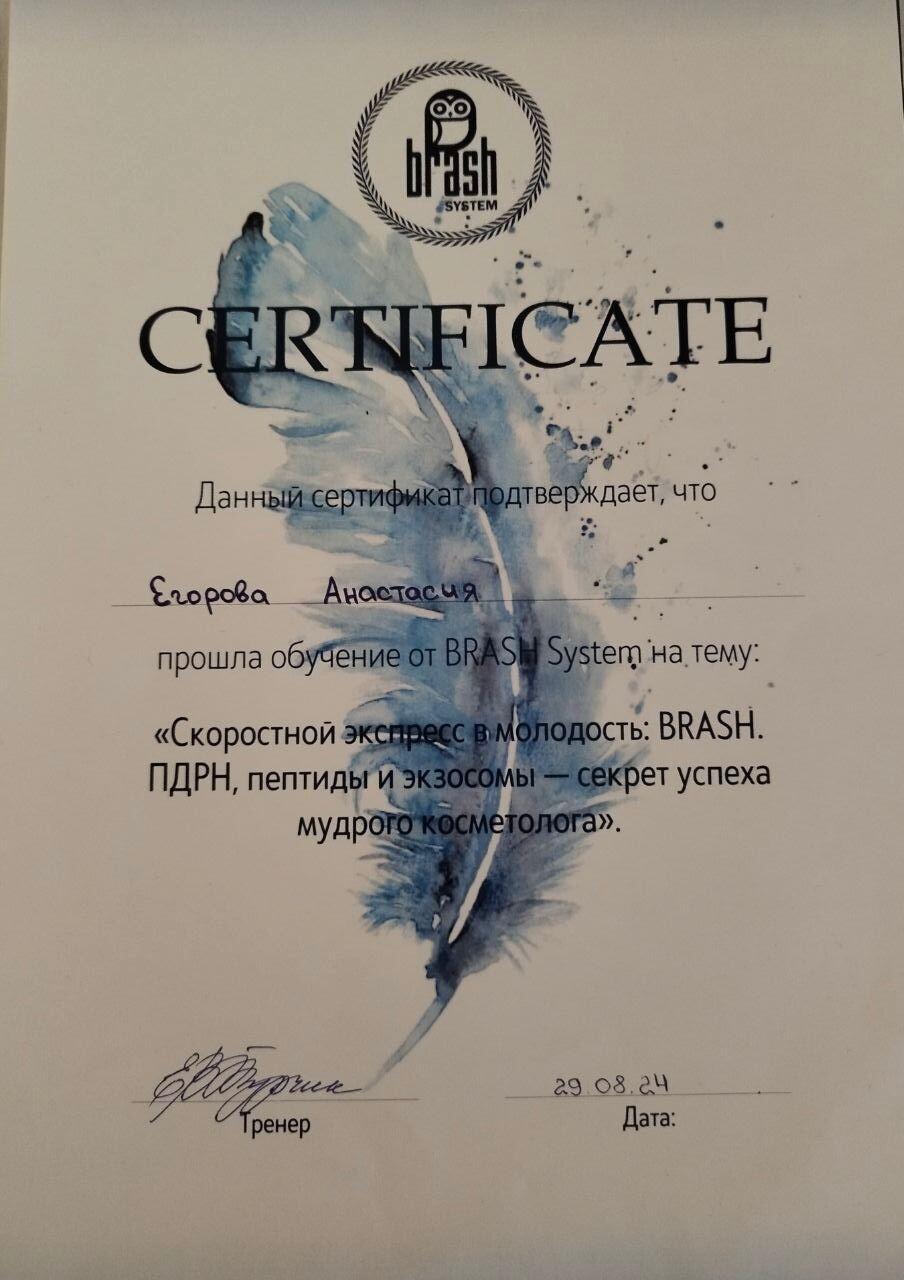 brash
SYSTEM
CERTIFICATE
Данный сертификат подтверждает, что
Егорова Анастасия
прошла обучение от BRASH System на тему:
«Скоростной экспресс в молодость: BRASH.
ПДРН, пептиды и экзосомы — секрет успеха
мудрого косметолога».
29.08.24
Тренер
Дата: